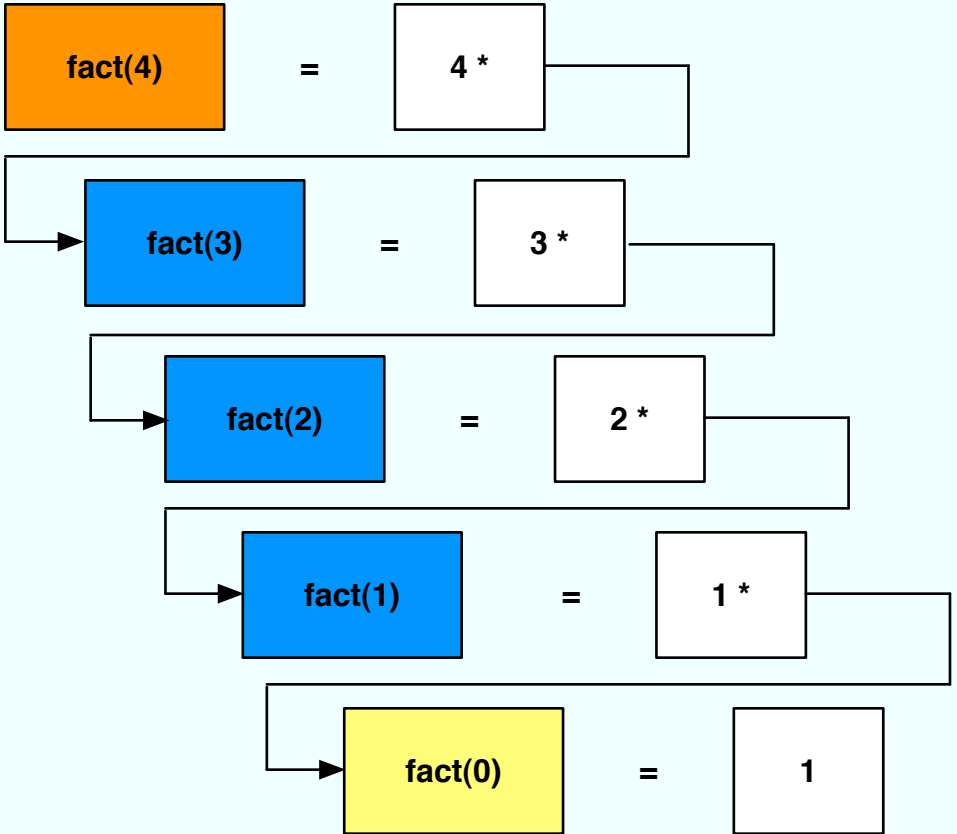 fact(4) = 4 *
fact(3) = 3 *
fact(2) = 2 *
fact(1) = 1 *
fact(0) = 1